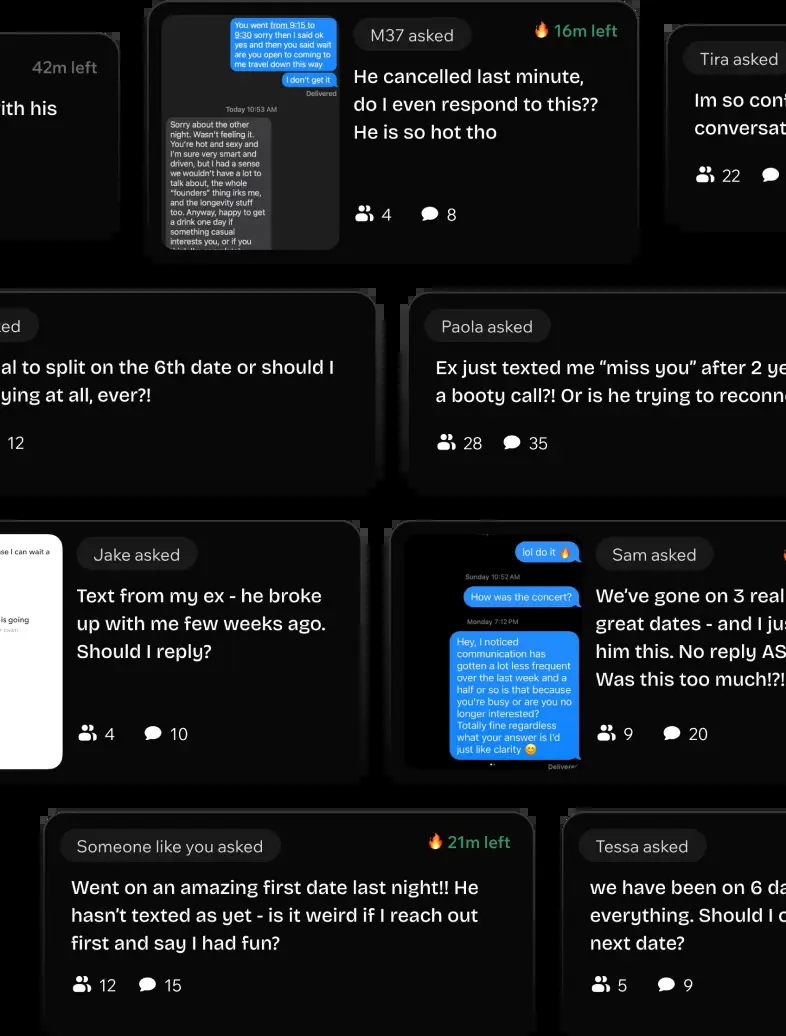 42m left
ith his
You went from 9:15 to
9:30 sorry then I said ok
yes and then you said wait
are you open to coming to
me travel down this way
I don't get it
Delivered
Today 10:53 AM
Sorry about the other
night. Wasn't feeling it.
You're hot and sexy and
I'm sure very smart and
driven, but I had a sense
we wouldn't have a lot to
talk about, the whole
"founders" thing irks me,
and the longevity stuff
too. Anyway, happy to get
a drink one day if
something casual
interests you, or if you
M37 asked
🔥 16m left
He cancelled last minute,
do I even respond to this??
He is so hot tho
4 8
Tira asked
Im so con
conversat
22
ed
al to split on the 6th date or should I
ying at all, ever?!
12
Paola asked
Ex just texted me “miss you” after 2 ye
a booty call?! Or is he trying to reconn
28 35
se I can wait a
is going
Jake asked
Text from my ex - he broke
up with me few weeks ago.
Should I reply?
4 10
lol do it 🔥
Sunday 10:52 AM
How was the concert?
Monday 7:12 PM
Hey, I noticed
communication has
gotten a lot less frequent
over the last week and a
half or so is that because
you're busy or are you no
longer interested?
Totally fine regardless
what your answer is I'd
just like clarity 😊
Delivered
Sam asked
We’ve gone on 3 real
great dates - and I jus
him this. No reply AS
Was this too much!?!
9 20
Someone like you asked
🔥 21m left
Went on an amazing first date last night!! He
hasn’t texted as yet - is it weird if I reach out
first and say I had fun?
12 15
Tessa asked
we have been on 6 da
everything. Should I c
next date?
5 9